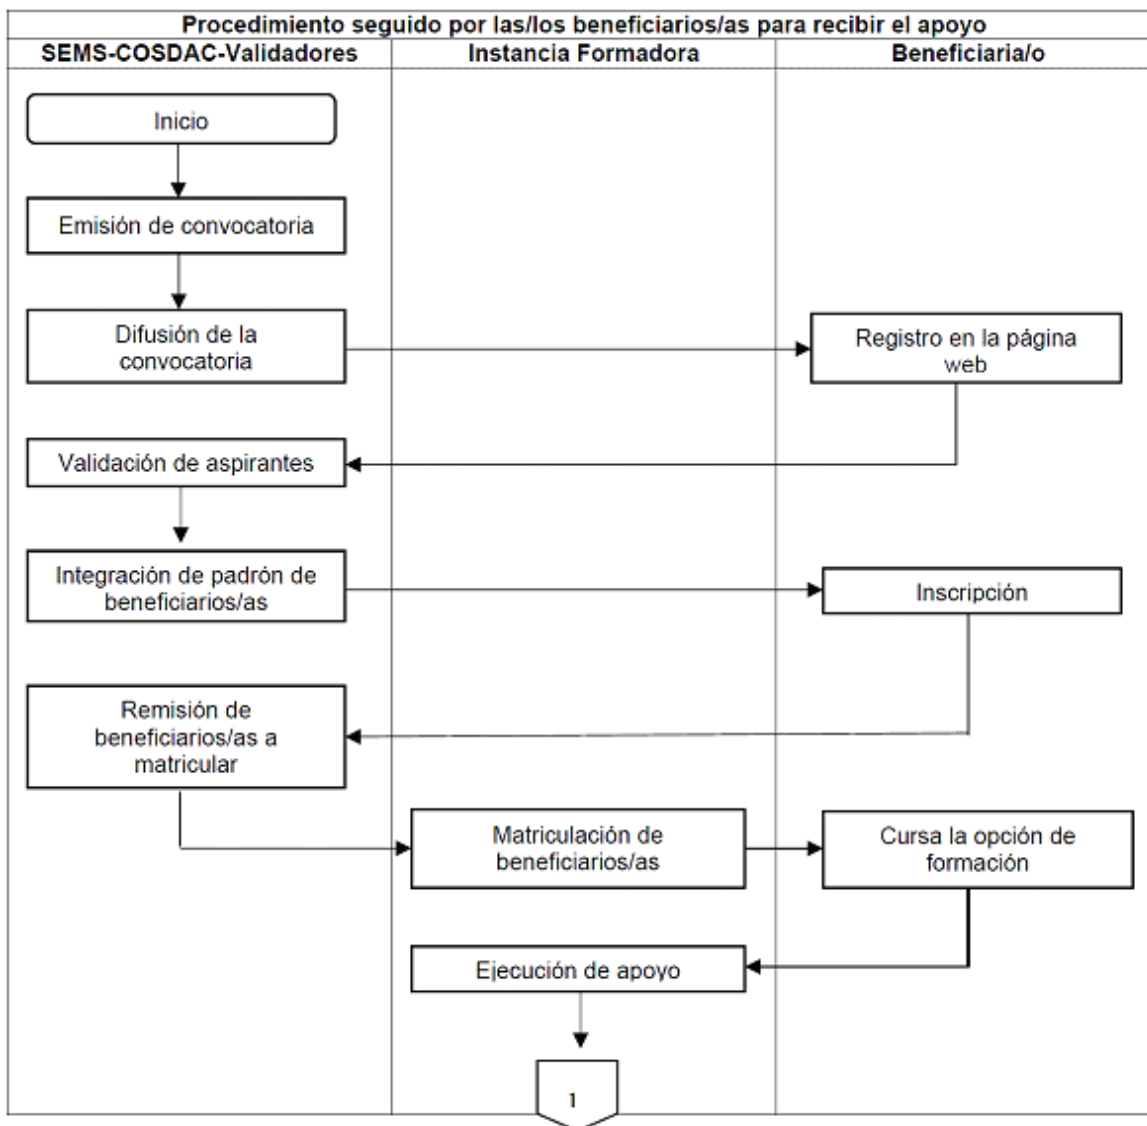 Procedimiento seguido por las/los beneficiarios/as para recibir el apoyo
SEMS-COSDAC-Validadores
Instancia Formadora
Beneficiaria/o
Inicio
Emisión de convocatoria
Difusión de la
convocatoria
Registro en la página
web
Validación de aspirantes
Integración de padrón de
beneficiarios/as
Inscripción
Remisión de
beneficiarios/as a
matricular
Matriculación de
beneficiarios/as
Cursa la opción de
formación
Ejecución de apoyo
1